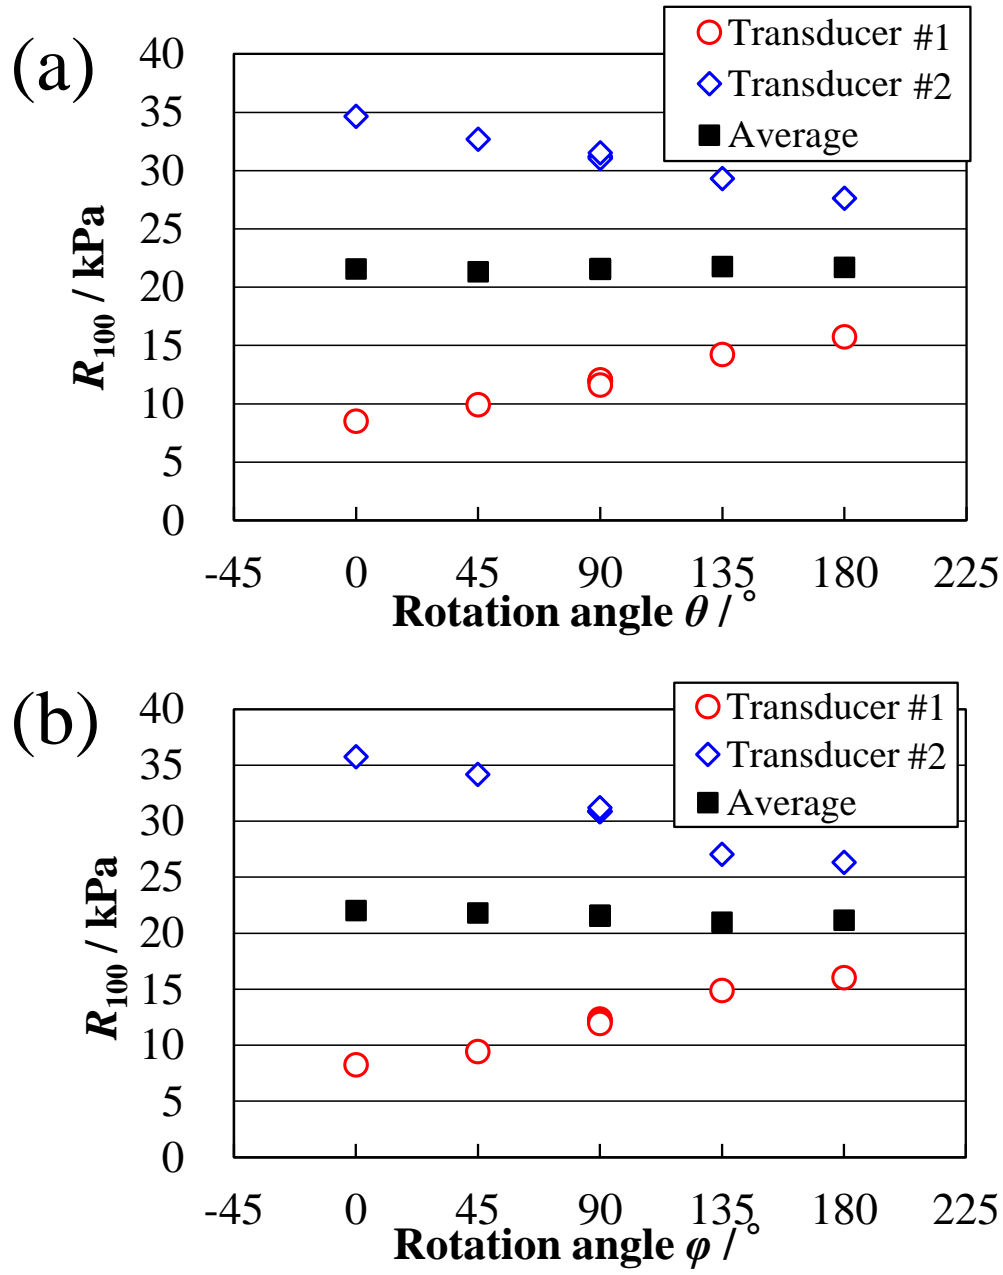 (a)
Transducer #1
Transducer #2
Average
40
35
30
25
20
15
10
5
0
R100 / kPa
-45 0 45 90 135 180 225
Rotation angle θ / °
(b)
Transducer #1
Transducer #2
Average
40
35
30
25
20
15
10
5
0
R100 / kPa
-45 0 45 90 135 180 225
Rotation angle φ / °